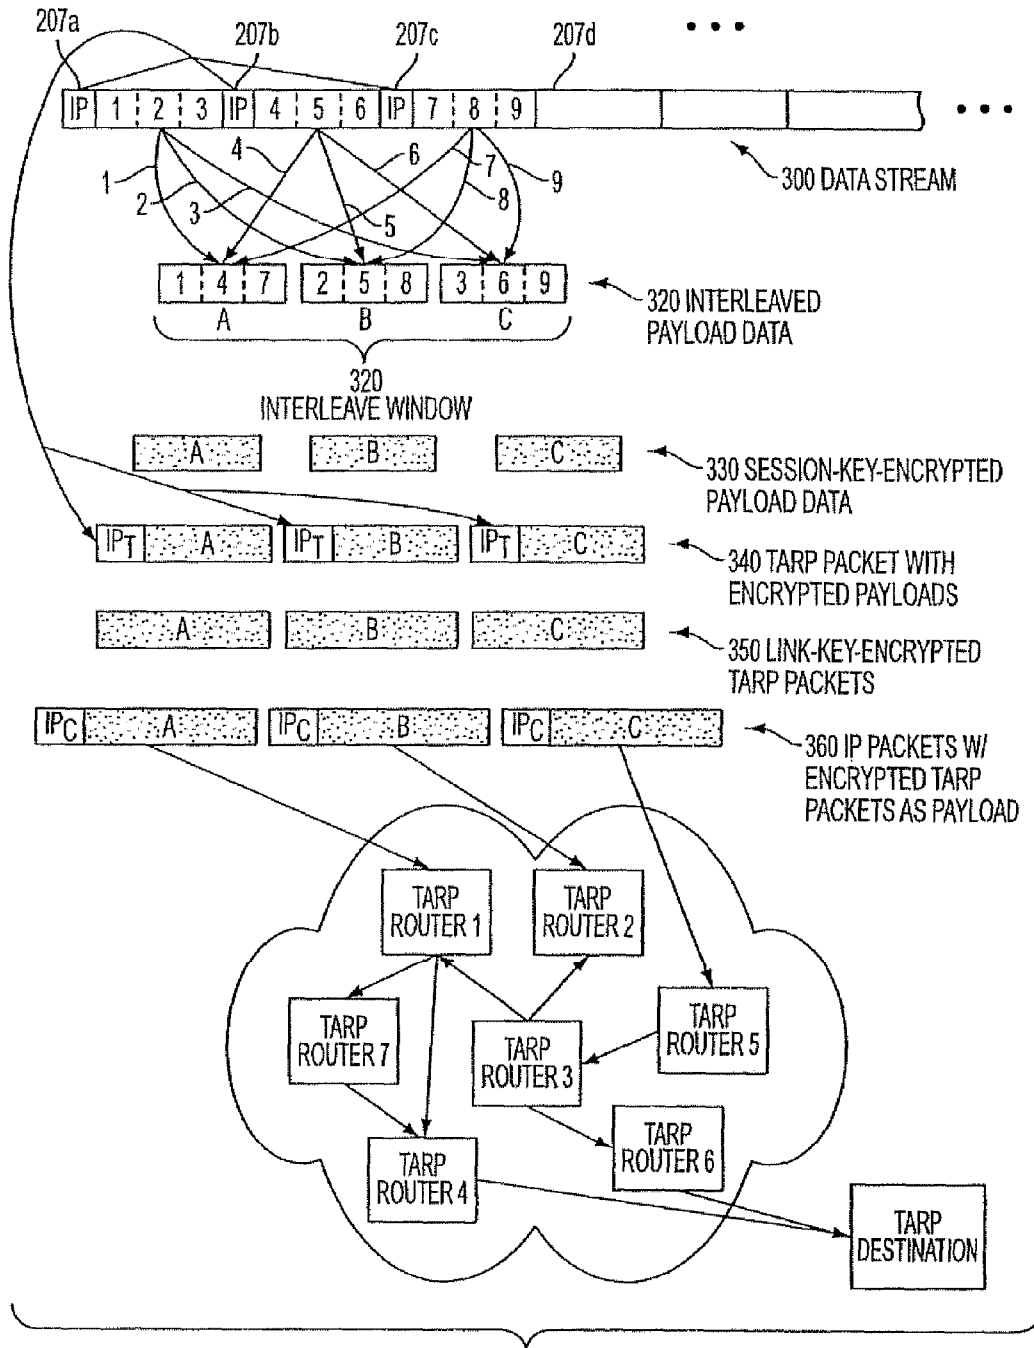 207a
207b
207c
207d
• • •
IP 1 2 3 IP 4 5 6 IP 7 8 9
• • •
300 DATA STREAM
1 2 3 4 5 6 7 8 9
1 4 7 2 5 8 3 6 9
A B C
320 INTERLEAVED
PAYLOAD DATA
320
INTERLEAVE WINDOW
A B C
330 SESSION-KEY-ENCRYPTED
PAYLOAD DATA
IPT A IPT B IPT C
340 TARP PACKET WITH
ENCRYPTED PAYLOADS
A B C
350 LINK-KEY-ENCRYPTED
TARP PACKETS
IPC A IPC B IPC C
360 IP PACKETS W/
ENCRYPTED TARP
PACKETS AS PAYLOAD
TARP
ROUTER 1
TARP
ROUTER 2
TARP
ROUTER 7
TARP
ROUTER 3
TARP
ROUTER 5
TARP
ROUTER 4
TARP
ROUTER 6
TARP
DESTINATION